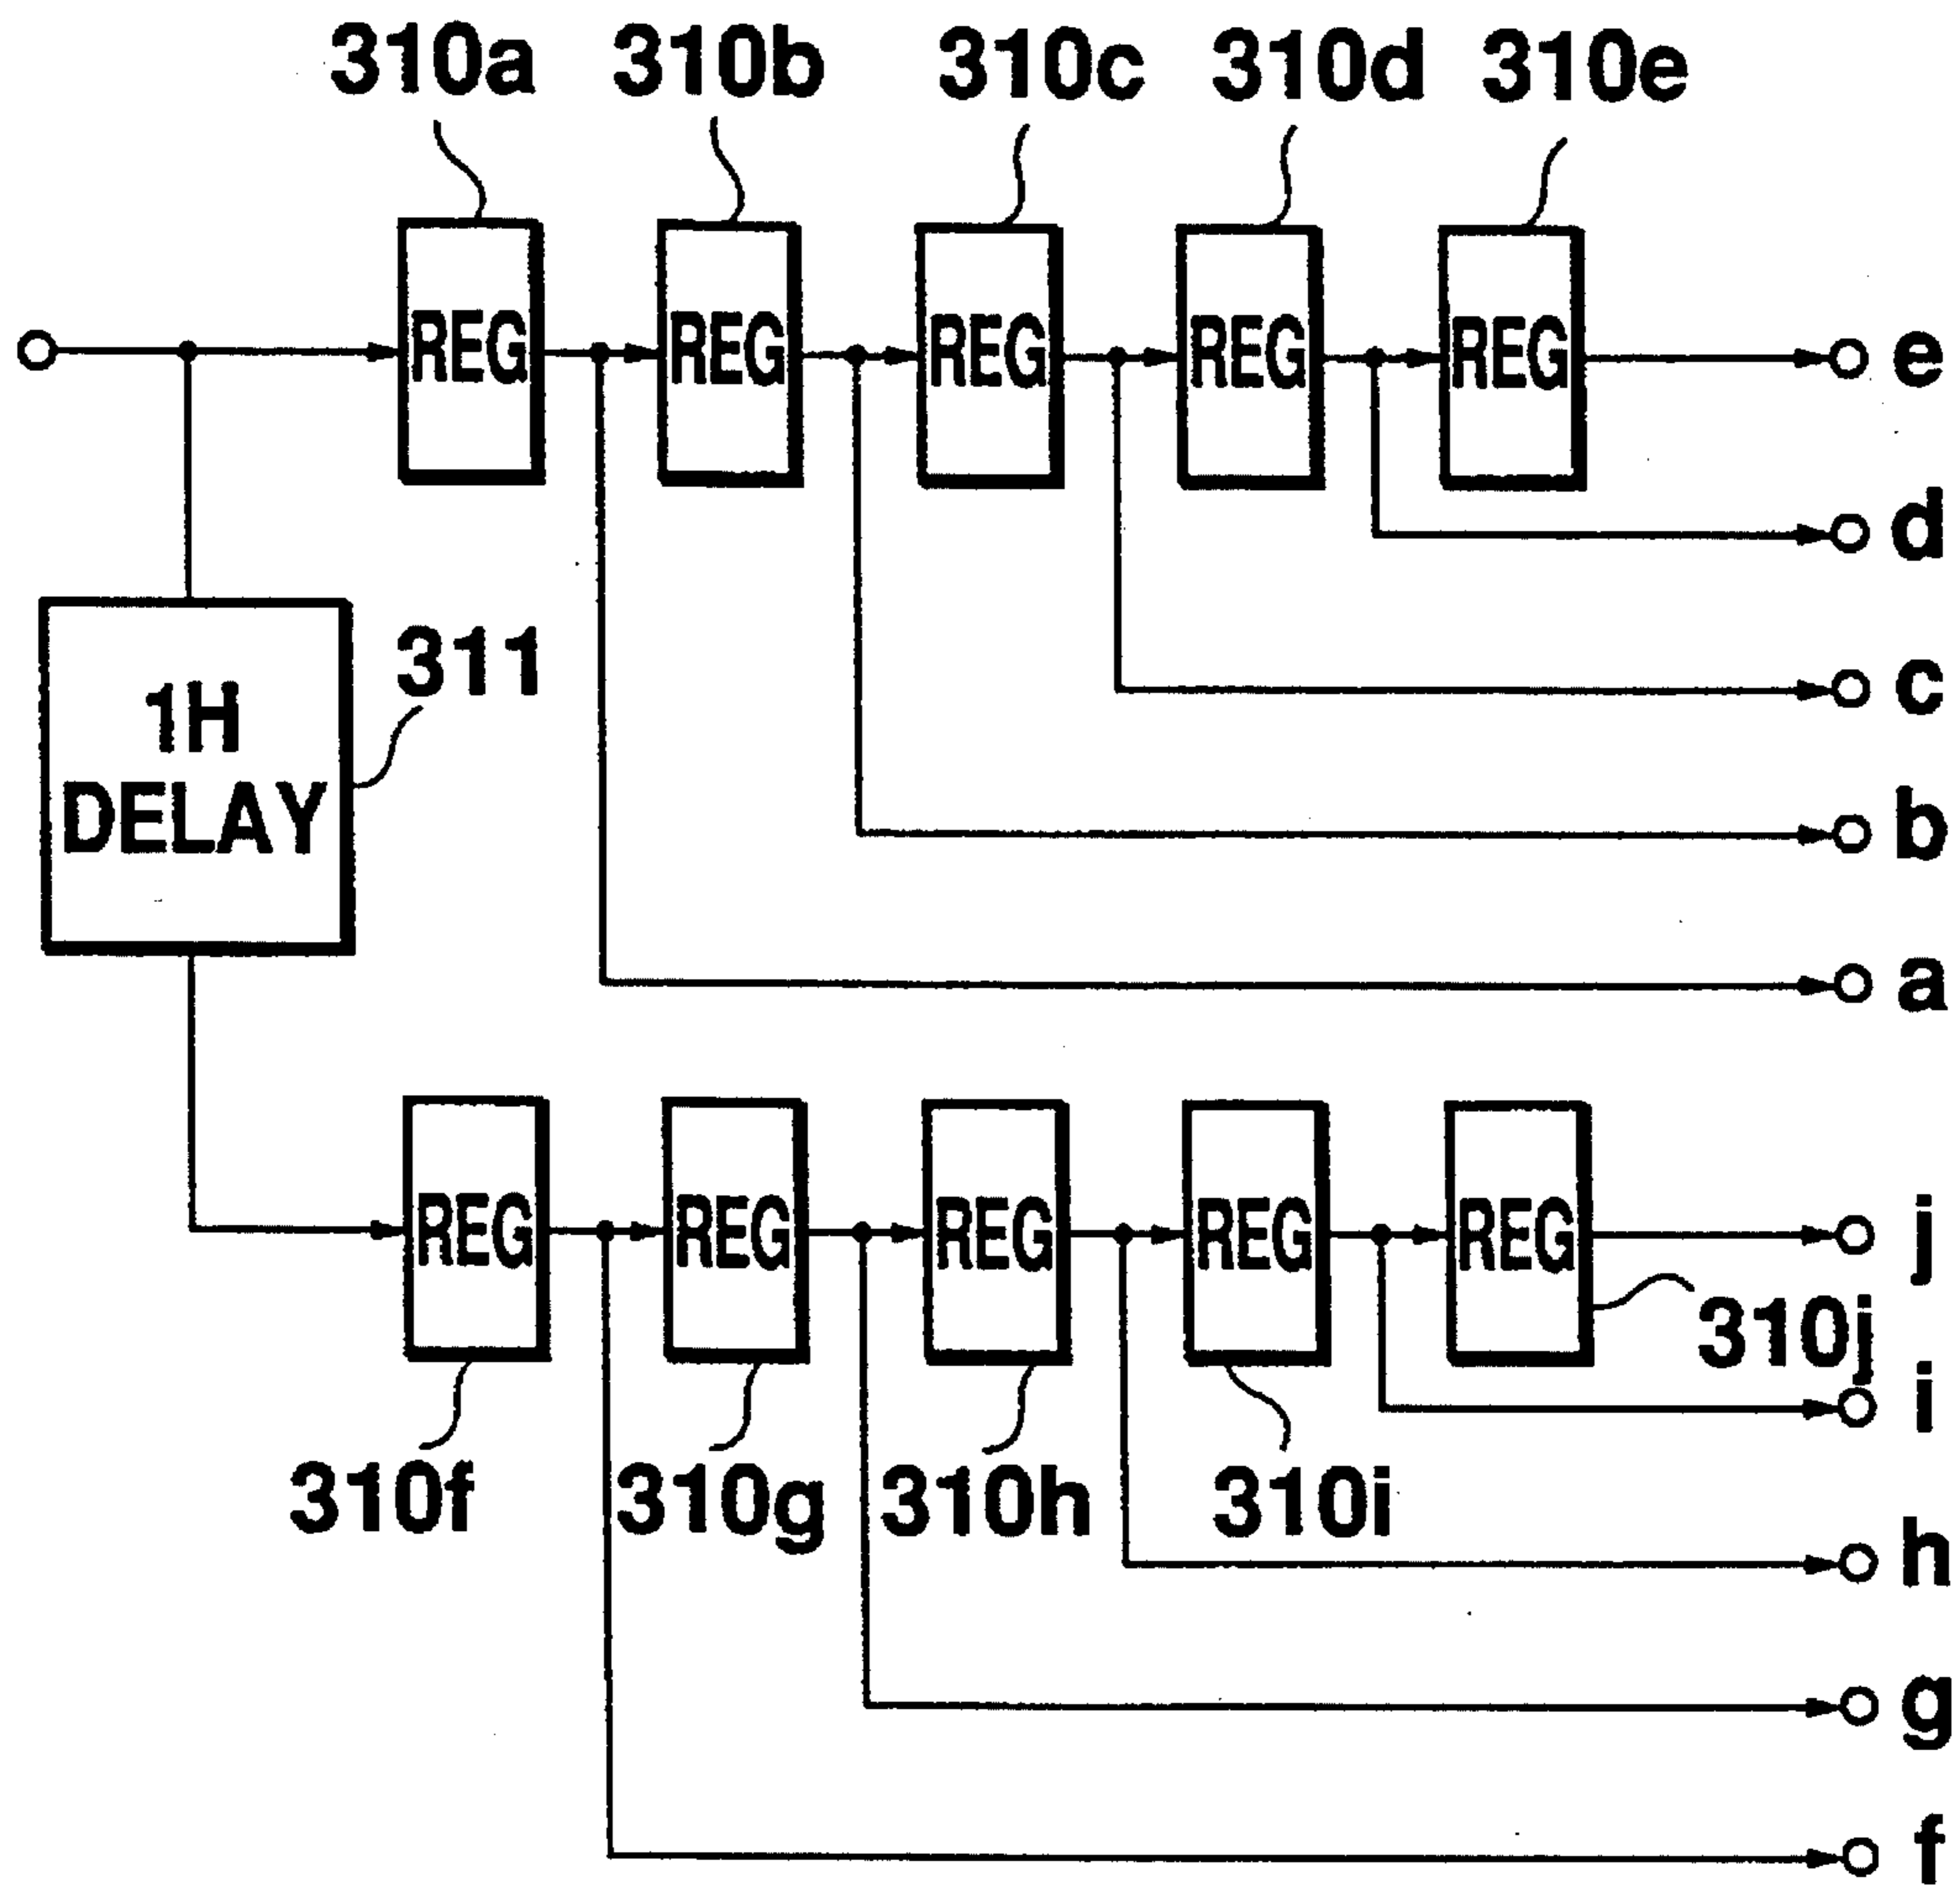 310a 310b 310c 310d 310e
REG REG REG REG REG e
d
311
1H
DELAY
c
b
a
REG REG REG REG REG j
310j
i
310f 310g 310h 310i
h
g
f